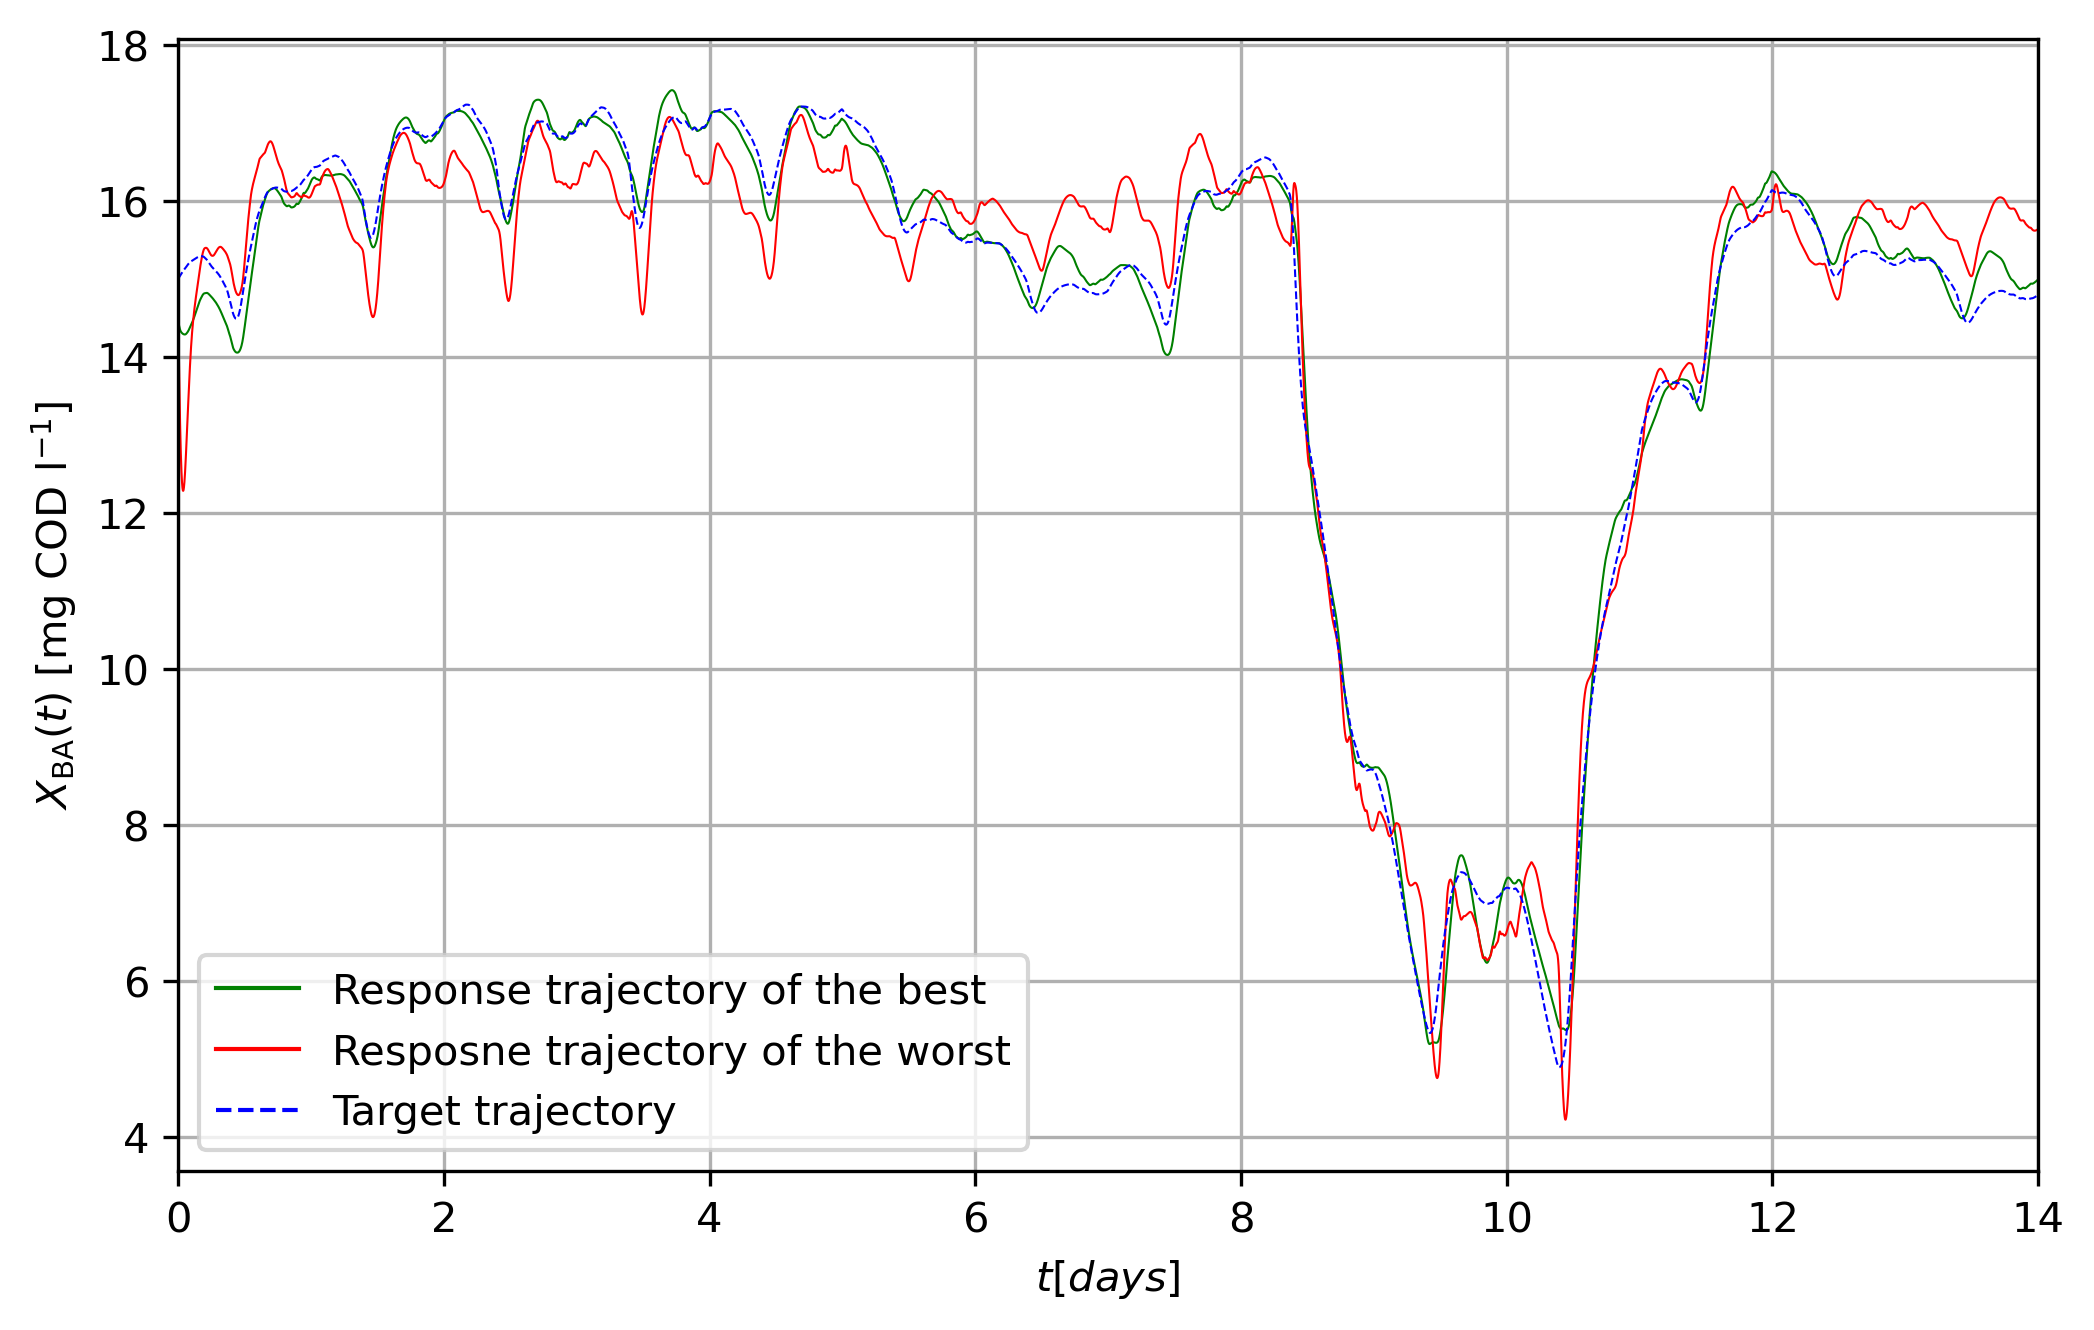 18
16
14
12
10
8
6
4
X_BA(t) [mg COD l⁻¹]
Response trajectory of the best
Resposne trajectory of the worst
Target trajectory
0 2 4 6 8 10 12 14
t[days]